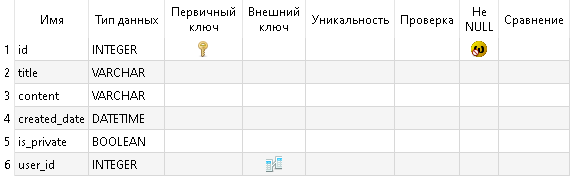 Имя Тип данных Первичный ключ Внешний ключ Уникальность Проверка Не NULL Сравнение
1 id INTEGER
2 title VARCHAR
3 content VARCHAR
4 created_date DATETIME
5 is_private BOOLEAN
6 user_id INTEGER